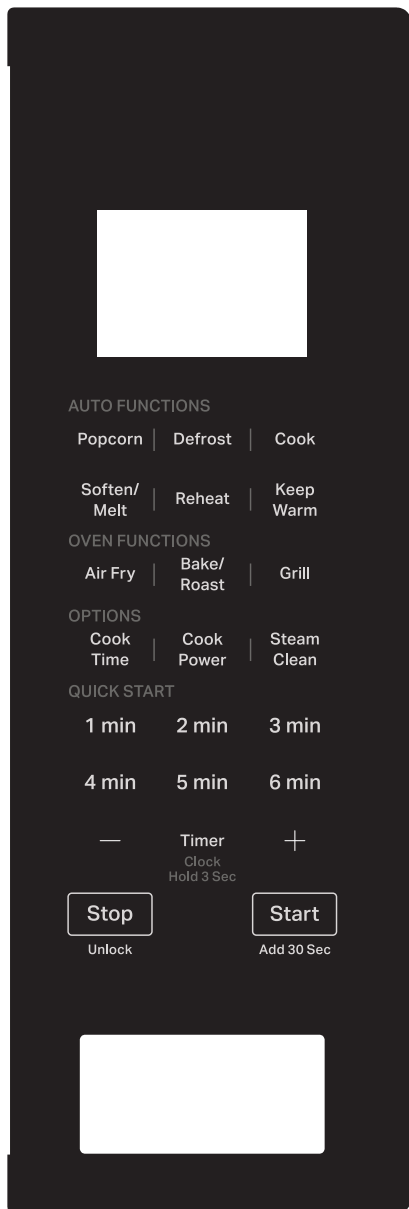 AUTO FUNCTIONS
Popcorn Defrost Cook
Soften/
Melt
Reheat
Keep
Warm
OVEN FUNCTIONS
Air Fry
Bake/
Roast
Grill
OPTIONS
Cook
Time
Cook
Power
Steam
Clean
QUICK START
1 min 2 min 3 min
4 min 5 min 6 min
— Timer +
Clock
Hold 3 Sec
Stop Start
Unlock Add 30 Sec